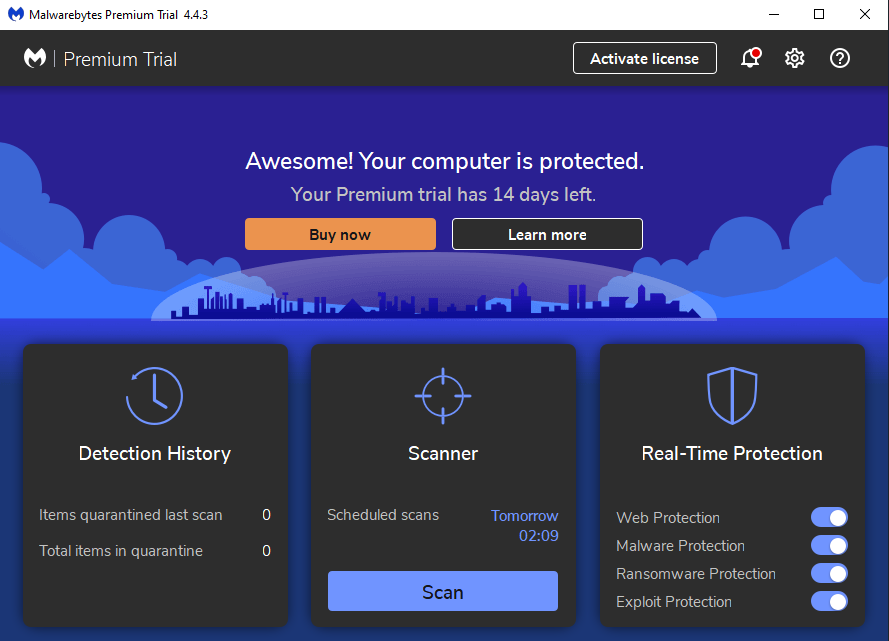 Malwarebytes Premium Trial 4.4.3
Premium Trial
Activate license
Awesome! Your computer is protected.
Your Premium trial has 14 days left.
Buy now
Learn more
Detection History
Items quarantined last scan 0
Total items in quarantine 0
Scanner
Scheduled scans Tomorrow
02:09
Scan
Real-Time Protection
Web Protection
Malware Protection
Ransomware Protection
Exploit Protection